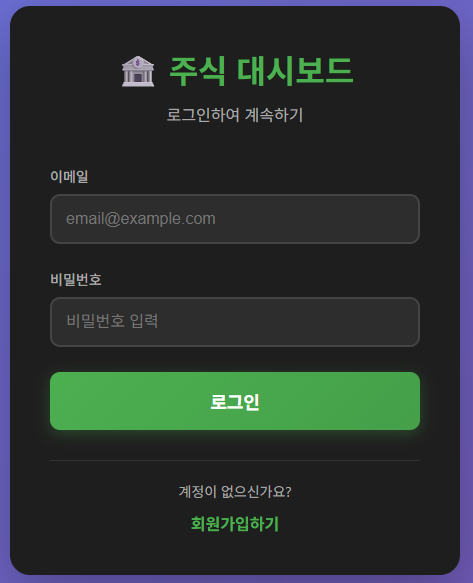 주식 대시보드
로그인하여 계속하기
이메일
email@example.com
비밀번호
비밀번호 입력
로그인
계정이 없으신가요?
회원가입하기